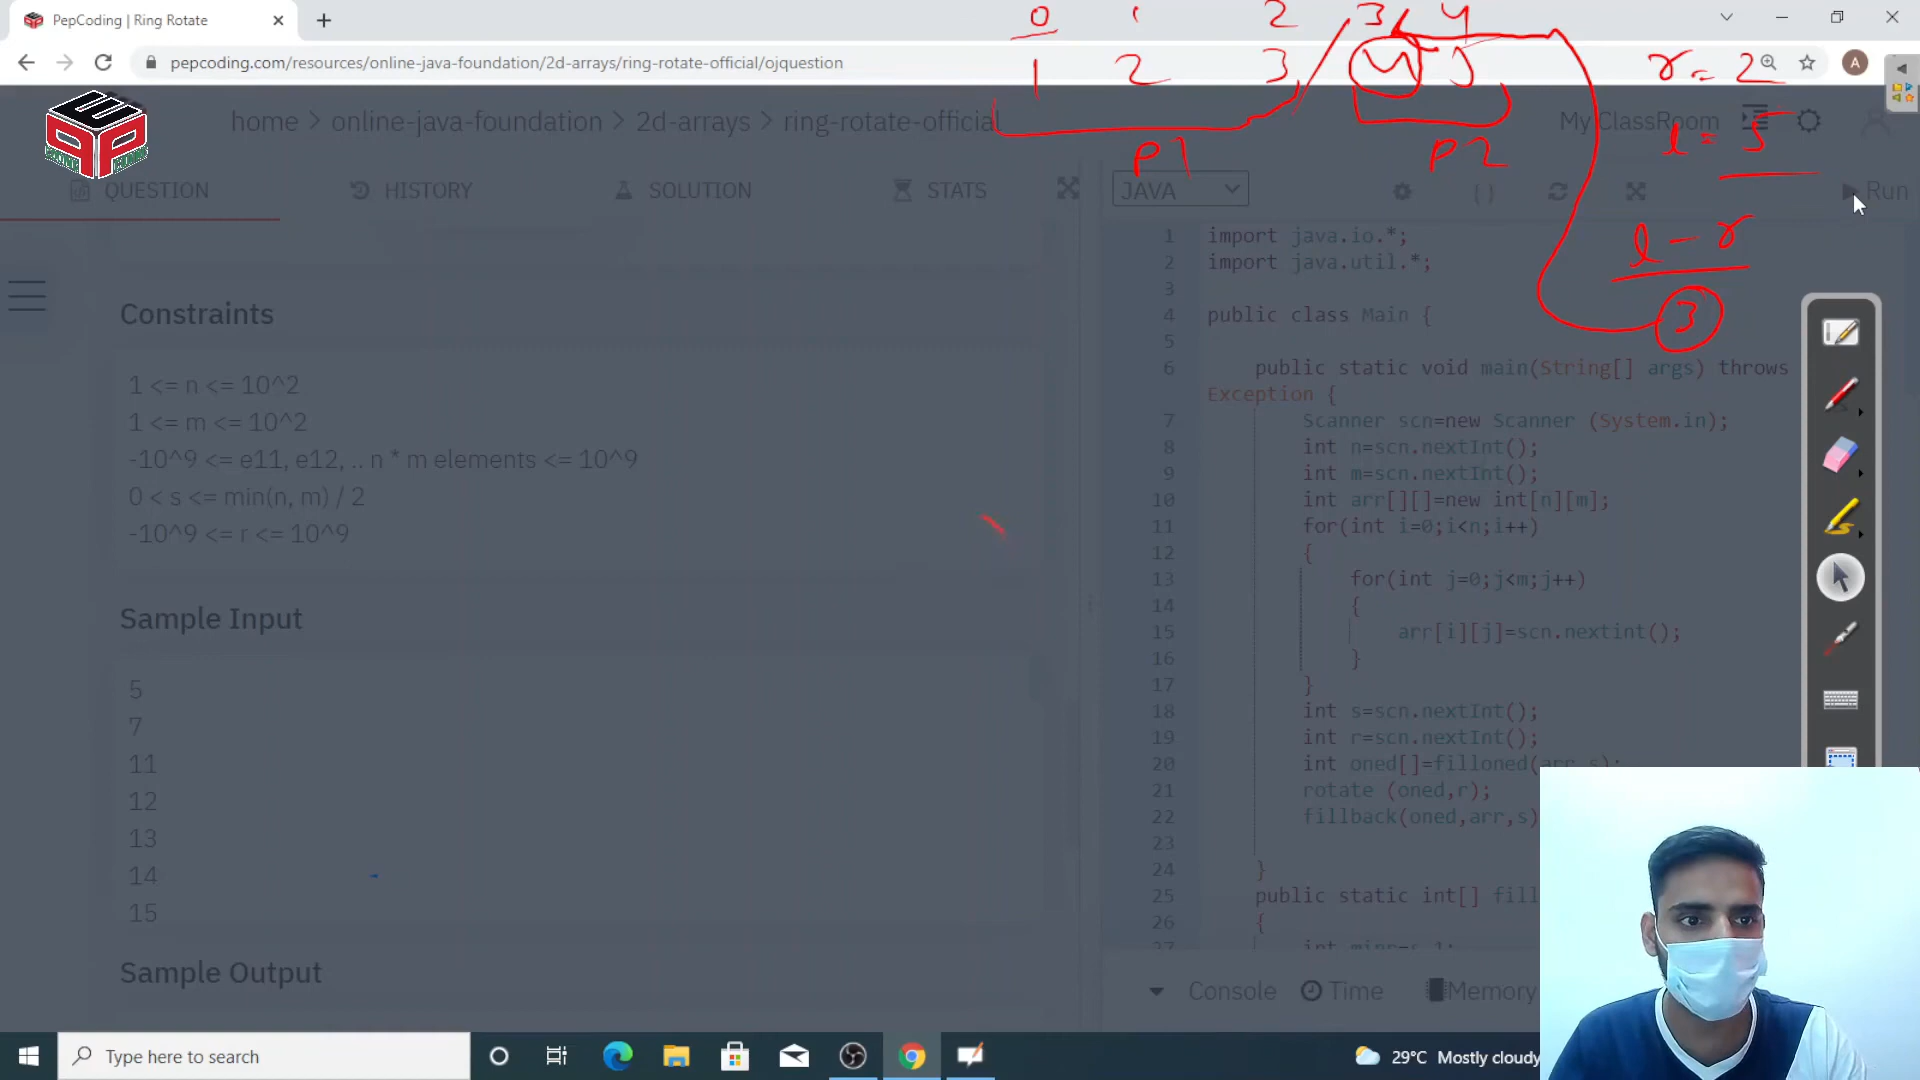 PepCoding | Ring Rotate
0 1 2 3 4
pepcoding.com/resources/online-java-foundation/2d-arrays/ring-rotate-official/ojquestion
1 2 3 4 5
r = 2
A
home > online-java-foundation > 2d-arrays > ring-rotate-official
My ClassRoom
l = 5
P1 P2
QUESTION
HISTORY
SOLUTION
STATS
JAVA
Run
l - r
3
Constraints
1 <= n <= 10^2
1 <= m <= 10^2
-10^9 <= e11, e12, .. n * m elements <= 10^9
0 < s <= min(n, m) / 2
-10^9 <= r <= 10^9
Sample Input
5
7
11
12
13
14
15
Sample Output
1 import java.io.*;
2 import java.util.*;
3
4 public class Main {
5
6 public static void main(String[] args) throws
Exception {
7 Scanner scn=new Scanner (System.in);
8 int n=scn.nextInt();
9 int m=scn.nextInt();
10 int arr[][]=new int[n][m];
11 for(int i=0;i<n;i++)
12 {
13 for(int j=0;j<m;j++)
14 {
15 arr[i][j]=scn.nextint();
16 }
17 }
18 int s=scn.nextInt();
19 int r=scn.nextInt();
20 int oned[]=filloned(arr,s);
21 rotate (oned,r);
22 fillback(oned,arr,s)
23
24 }
25 public static int[] fil
26 {
27 int minr=s-1;
Console
Time
Memory
Type here to search
29°C Mostly cloudy